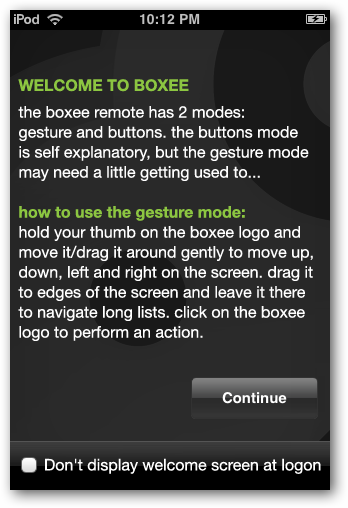 iPod 10:12 PM
WELCOME TO BOXEE
the boxee remote has 2 modes:
gesture and buttons. the buttons mode
is self explanatory, but the gesture mode
may need a little getting used to...
how to use the gesture mode:
hold your thumb on the boxee logo and
move it/drag it around gently to move up,
down, left and right on the screen. drag it
to edges of the screen and leave it there
to navigate long lists. click on the boxee
logo to perform an action.
Continue
Don't display welcome screen at logon